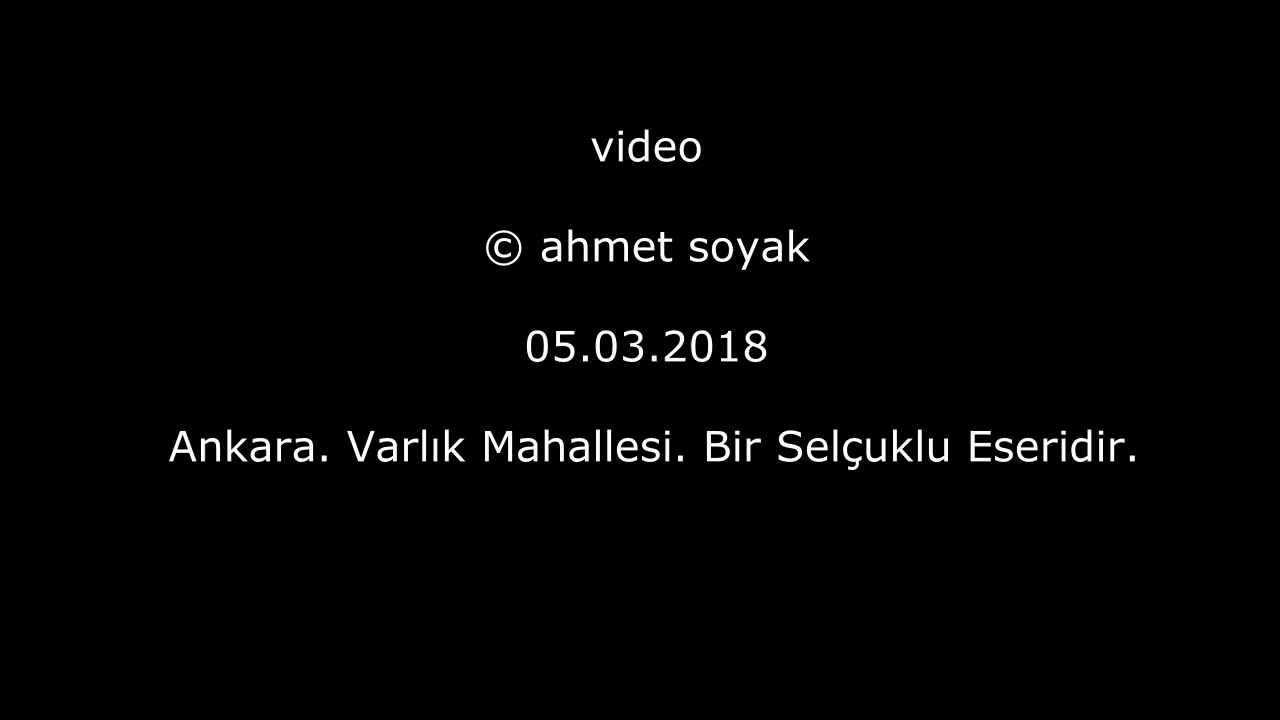 video
© ahmet soyak
05.03.2018
Ankara. Varlık Mahallesi. Bir Selçuklu Eseridir.